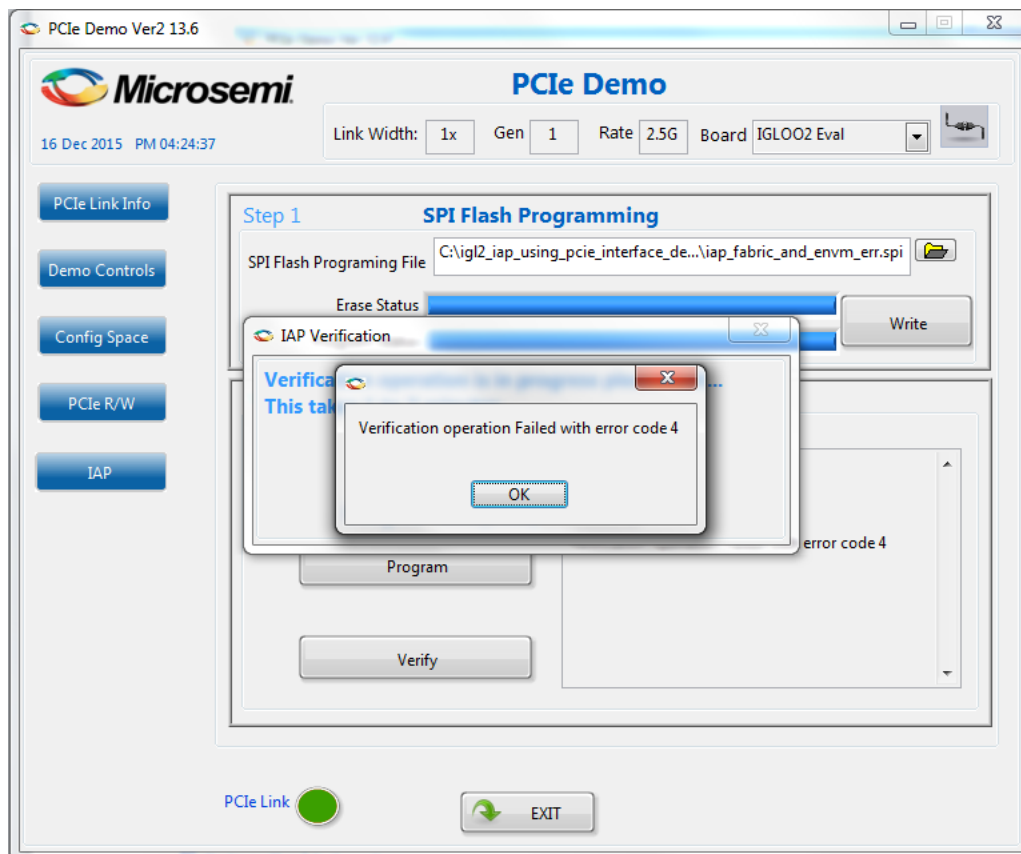 PCIe Demo Ver2 13.6
Microsemi.
PCIe Demo
16 Dec 2015 PM 04:24:37
Link Width: 1x Gen 1 Rate 2.5G Board IGLOO2 Eval
PCIe Link Info
Demo Controls
Config Space
PCIe R/W
IAP
Step 1 SPI Flash Programming
SPI Flash Programing File C:\igl2_iap_using_pcie_interface_de...\iap_fabric_and_envm_err.spi
Erase Status
Write
IAP Verification
Verification operation Failed with error code 4
OK
error code 4
Program
Verify
PCIe Link
EXIT